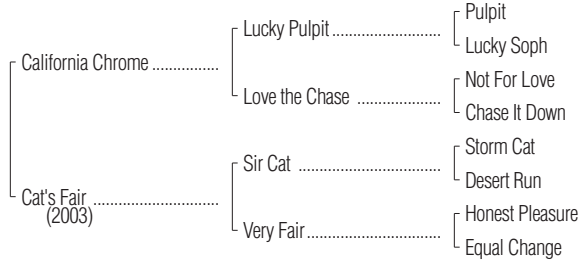 Pulpit
Lucky Pulpit
Lucky Soph
California Chrome
Not For Love
Love the Chase
Chase It Down
Storm Cat
Sir Cat
Desert Run
Cat's Fair
(2003)
Honest Pleasure
Very Fair
Equal Change